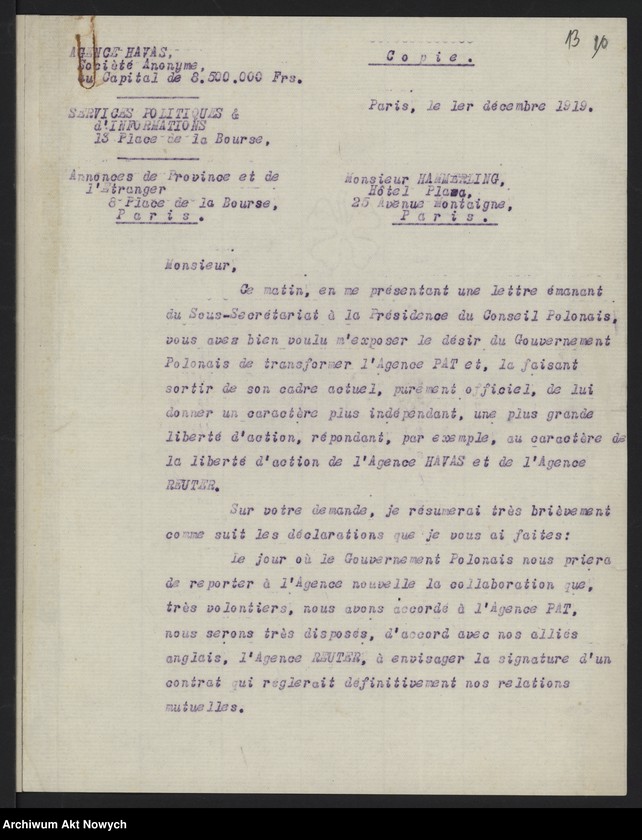 13 90
AGENCE HAVAS,
Société Anonyme,
au Capital de 8.500.000 Frs.
Copie.
SERVICES POLITIQUES &
d'INFORMATIONS
13 Place de la Bourse,
Paris, le 1er décembre 1919.
Annonces de Province et de
l'Etranger
8 Place de la Bourse,
Paris.
Monsieur HAMMERLING,
Hôtel Plaza,
25 Avenue Montaigne,
Paris.
Monsieur,
Ce matin, en me présentant une lettre émanant
du Sous-Secrétariat à la Présidence du Conseil Polonais,
vous avez bien voulu m'exposer le désir du Gouvernement
Polonais de transformer l'Agence PAT et, la faisant
sortir de son cadre actuel, purement officiel, de lui
donner un caractère plus indépendant, une plus grande
liberté d'action, répondant, par exemple, au caractère de
la liberté d'action de l'Agence HAVAS et de l'Agence
REUTER.
Sur votre demande, je résumerai très brièvement
comme suit les déclarations que je vous ai faites:
Le jour où le Gouvernement Polonais nous priera
de reporter à l'Agence nouvelle la collaboration que,
très volontiers, nous avons accordé à l'Agence PAT,
nous serons très disposés, d'accord avec nos alliés
anglais, l'Agence REUTER, à envisager la signature d'un
contrat qui règlerait définitivement nos relations
mutuelles.
Archiwum Akt Nowych